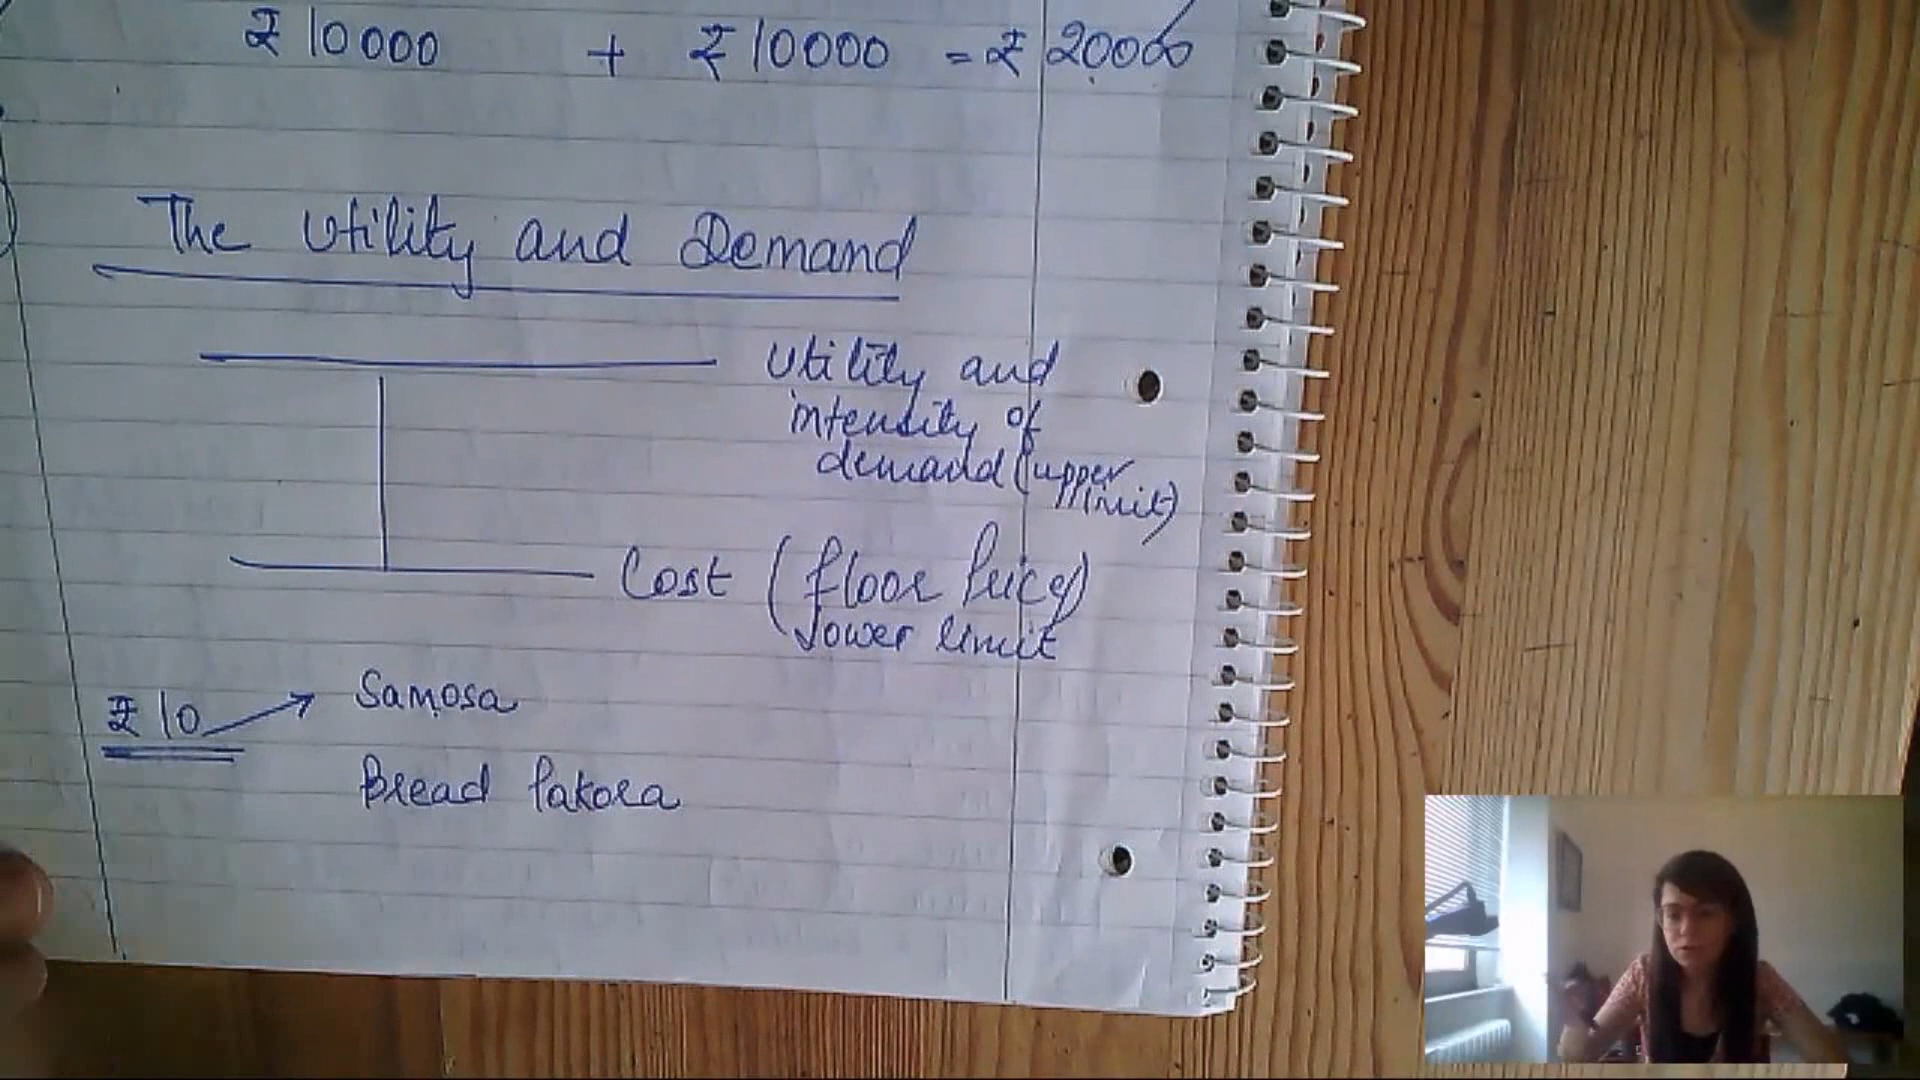 ₹ 10000 + ₹ 10000 = ₹ 20000
The Utility and Demand
Utility and
intensity of
demand (upper
limit)
Cost (floor Price)
lower limit
₹ 10 → Samosa
Bread Pakora